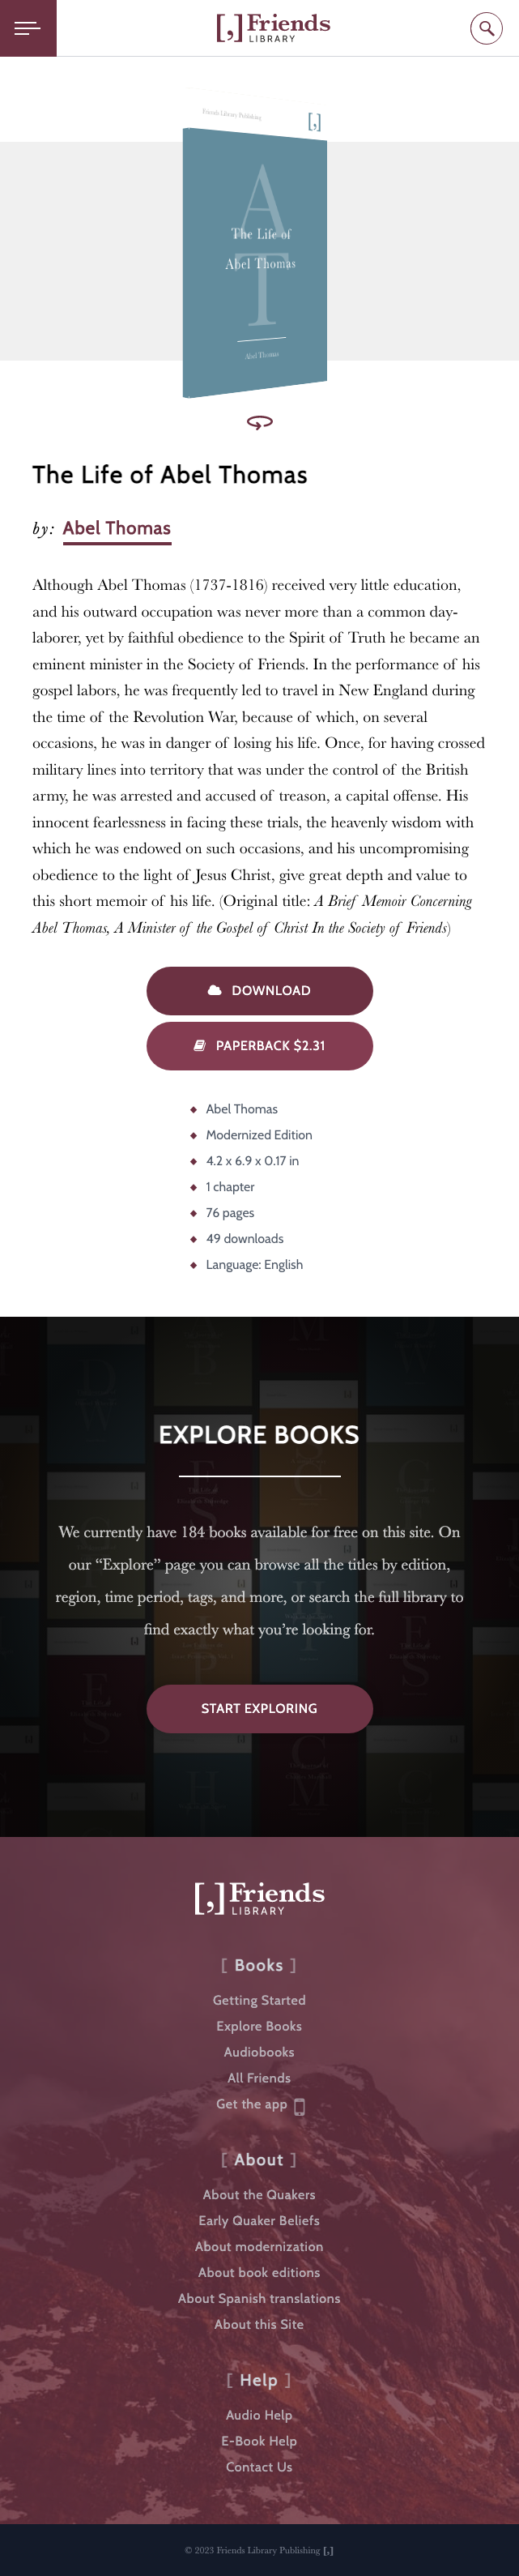 [,] Friends
LIBRARY
Friends Library Publishing [,]
AT
The Life of
Abel Thomas
Abel Thomas
The Life of Abel Thomas
by: Abel Thomas
Although Abel Thomas (1737-1816) received very little education,
and his outward occupation was never more than a common day-
laborer, yet by faithful obedience to the Spirit of Truth he became an
eminent minister in the Society of Friends. In the performance of his
gospel labors, he was frequently led to travel in New England during
the time of the Revolution War, because of which, on several
occasions, he was in danger of losing his life. Once, for having crossed
military lines into territory that was under the control of the British
army, he was arrested and accused of treason, a capital offense. His
innocent fearlessness in facing these trials, the heavenly wisdom with
which he was endowed on such occasions, and his uncompromising
obedience to the light of Jesus Christ, give great depth and value to
this short memoir of his life. (Original title: A Brief Memoir Concerning
Abel Thomas, A Minister of the Gospel of Christ In the Society of Friends)
DOWNLOAD
PAPERBACK $2.31
Abel Thomas
Modernized Edition
4.2 x 6.9 x 0.17 in
1 chapter
76 pages
49 downloads
Language: English
EXPLORE BOOKS
We currently have 184 books available for free on this site. On
our “Explore” page you can browse all the titles by edition,
region, time period, tags, and more, or search the full library to
find exactly what you’re looking for.
START EXPLORING
[,] Friends
LIBRARY
[ Books ]
Getting Started
Explore Books
Audiobooks
All Friends
Get the app
[ About ]
About the Quakers
Early Quaker Beliefs
About modernization
About book editions
About Spanish translations
About this Site
[ Help ]
Audio Help
E-Book Help
Contact Us
© 2023 Friends Library Publishing [,]